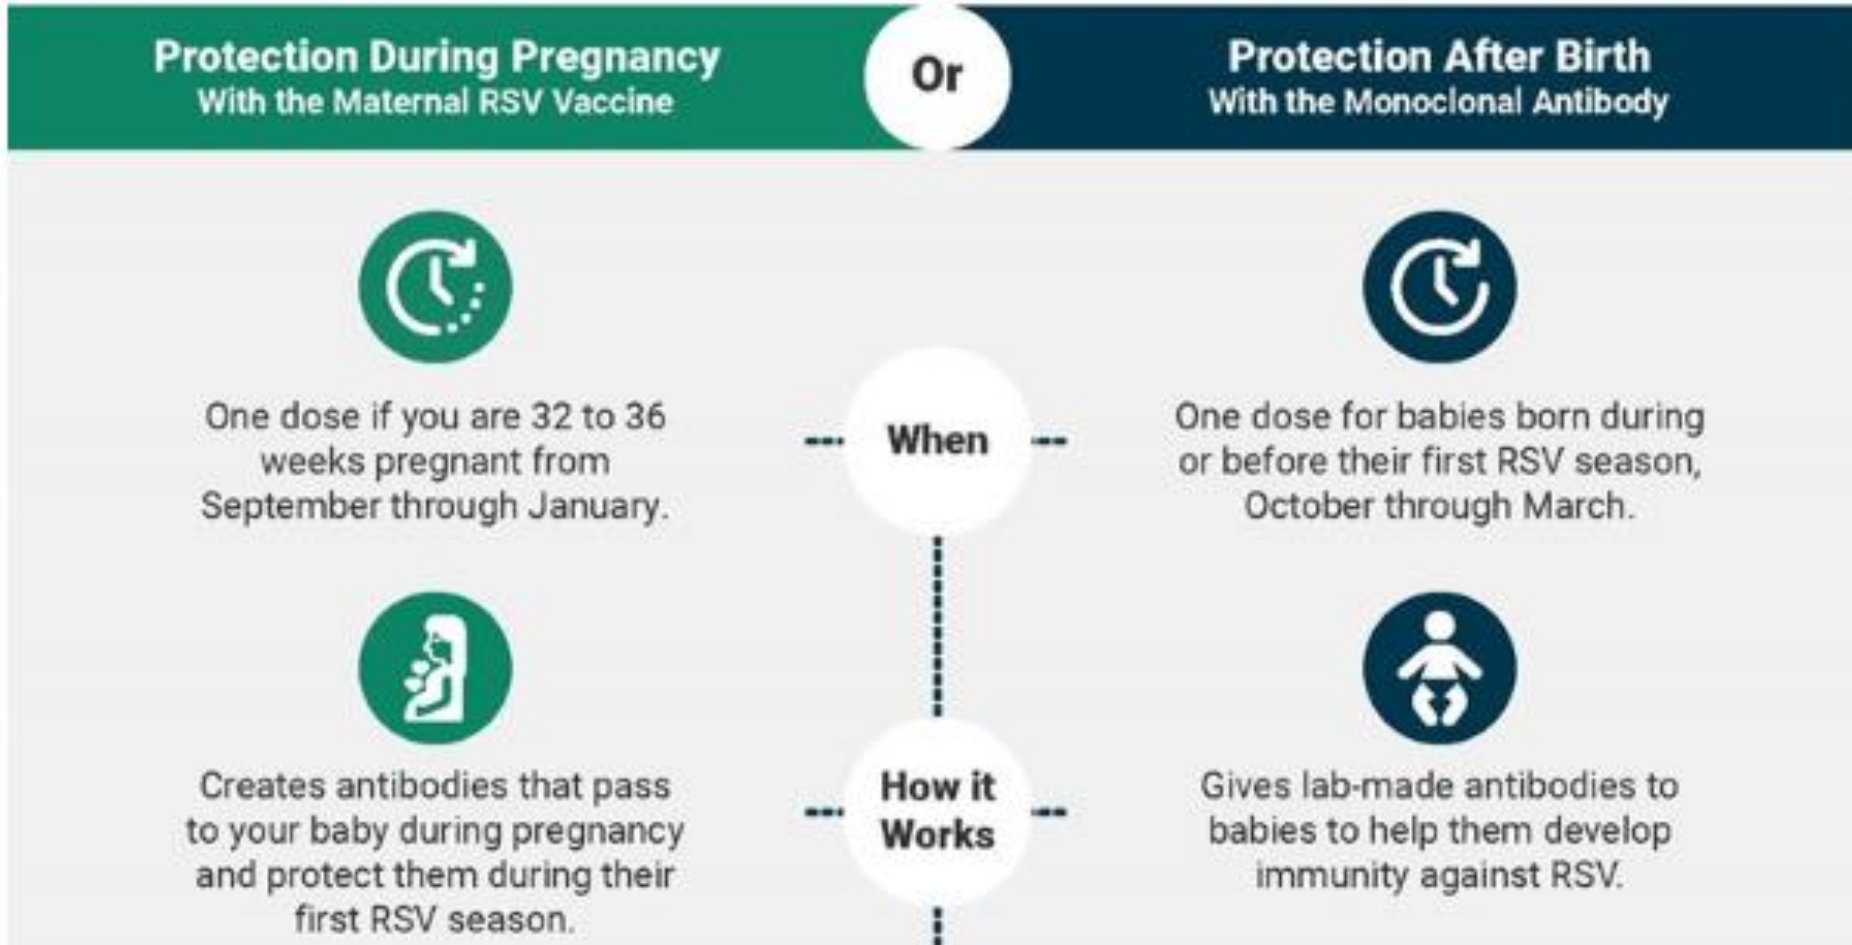 Protection During Pregnancy
With the Maternal RSV Vaccine
Or
Protection After Birth
With the Monoclonal Antibody
One dose if you are 32 to 36
weeks pregnant from
September through January.
When
One dose for babies born during
or before their first RSV season,
October through March.
Creates antibodies that pass
to your baby during pregnancy
and protect them during their
first RSV season.
How it
Works
Gives lab-made antibodies to
babies to help them develop
immunity against RSV.